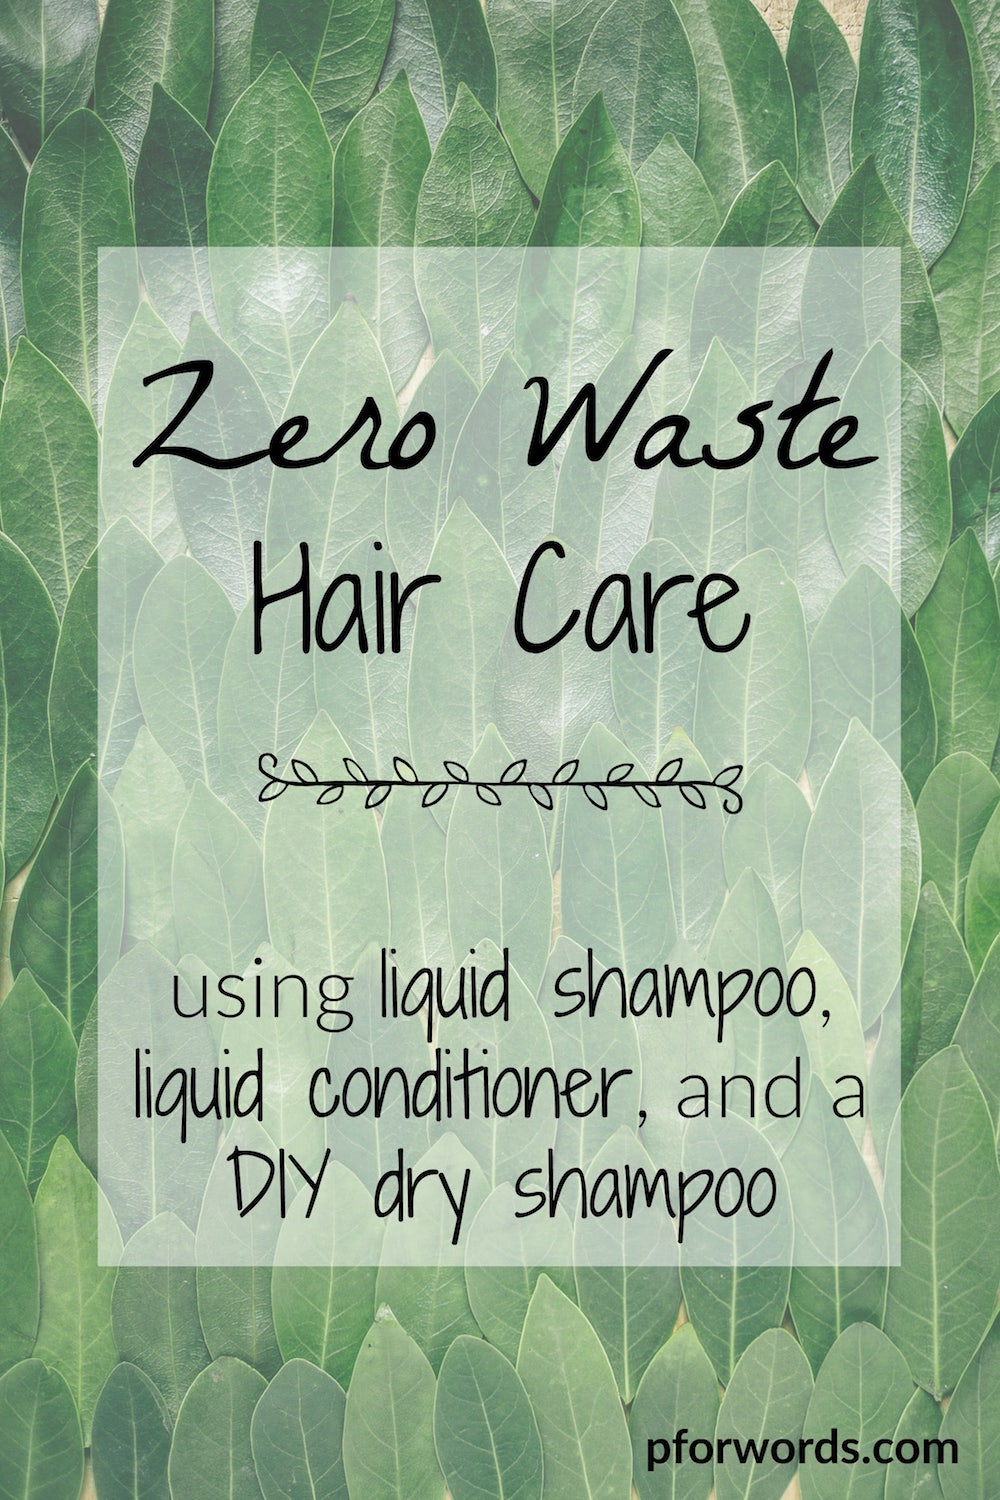 Zero Waste
Hair Care
using liquid shampoo,
liquid conditioner, and a
DIY dry shampoo
pforwords.com